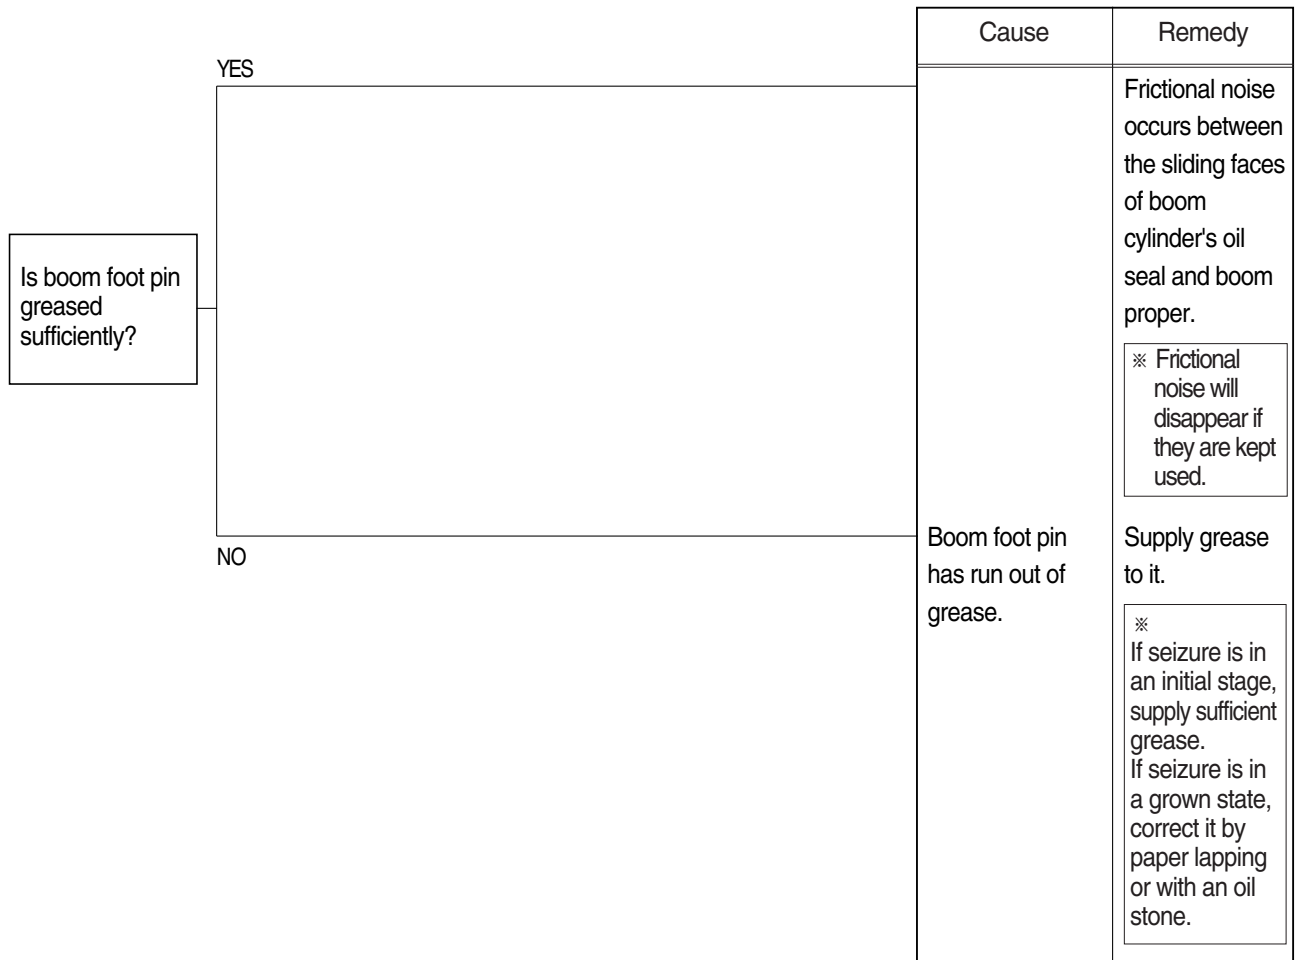 Cause
Remedy
YES
Frictional noise
occurs between
the sliding faces
of boom
cylinder's oil
seal and boom
proper.
※ Frictional
noise will
disappear if
they are kept
used.
Is boom foot pin
greased
sufficiently?
NO
Boom foot pin
has run out of
grease.
Supply grease
to it.
※
If seizure is in
an initial stage,
supply sufficient
grease.
If seizure is in
a grown state,
correct it by
paper lapping
or with an oil
stone.